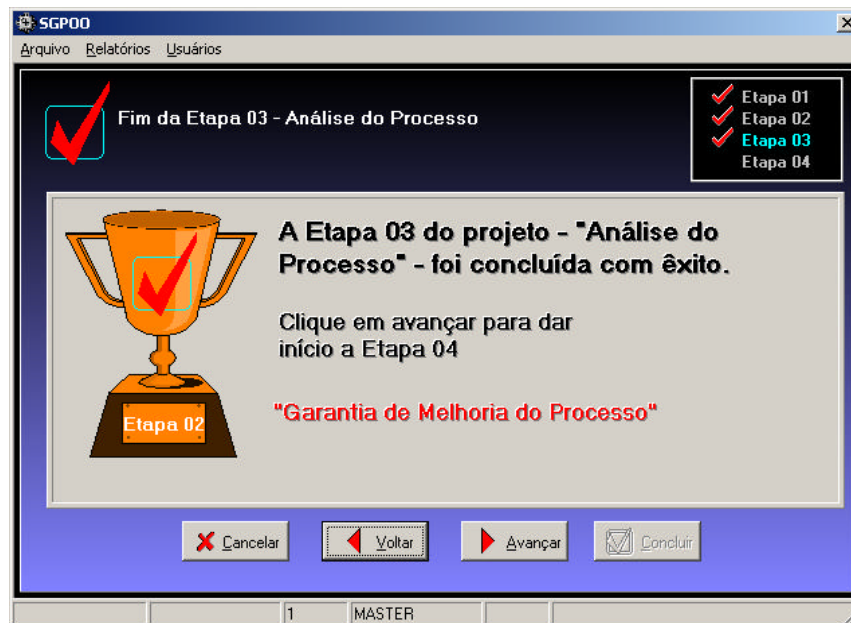 SGPOO
Arquivo Relatórios Usuários
Fim da Etapa 03 - Análise do Processo
Etapa 01
Etapa 02
Etapa 03
Etapa 04
A Etapa 03 do projeto - "Análise do
Processo" - foi concluída com êxito.
Clique em avançar para dar
início a Etapa 04
"Garantia de Melhoria do Processo"
Etapa 02
Cancelar Voltar Avançar Concluir
1 MASTER